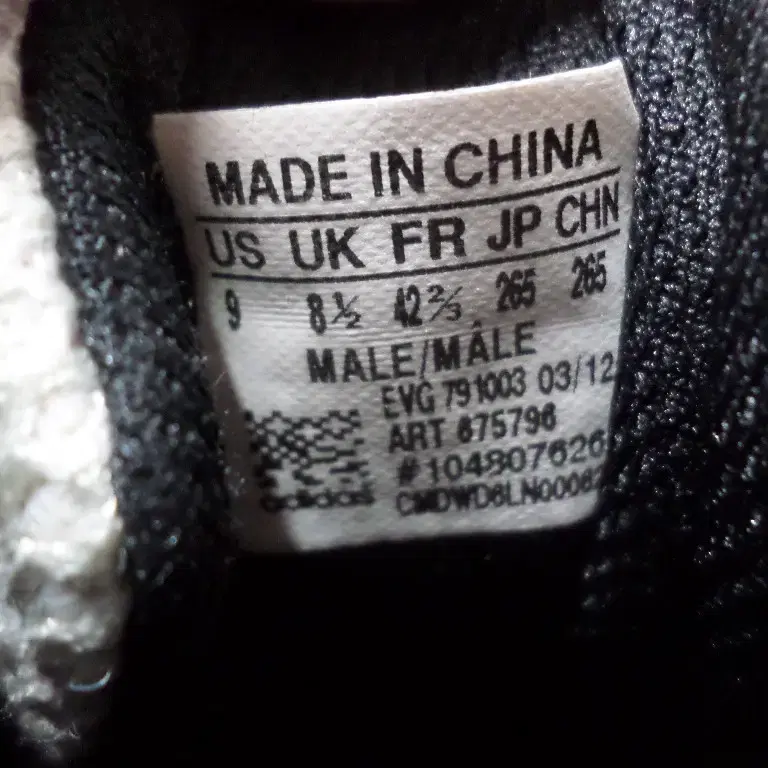 MADE IN CHINA
US UK FR JP CHN
9 8½ 42⅔ 265 265
MALE/MÂLE
EVG 791003 03/12
ART 675796
#104807626
adidas CMDWD6LN00062